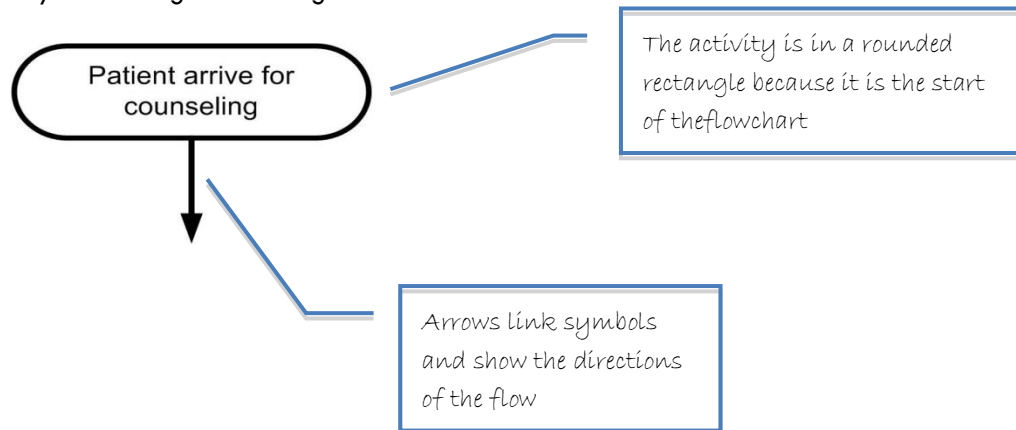 Patient arrive for
counseling
The activity is in a rounded
rectangle because it is the start
of theflowchart
Arrows link symbols
and show the directions
of the flow